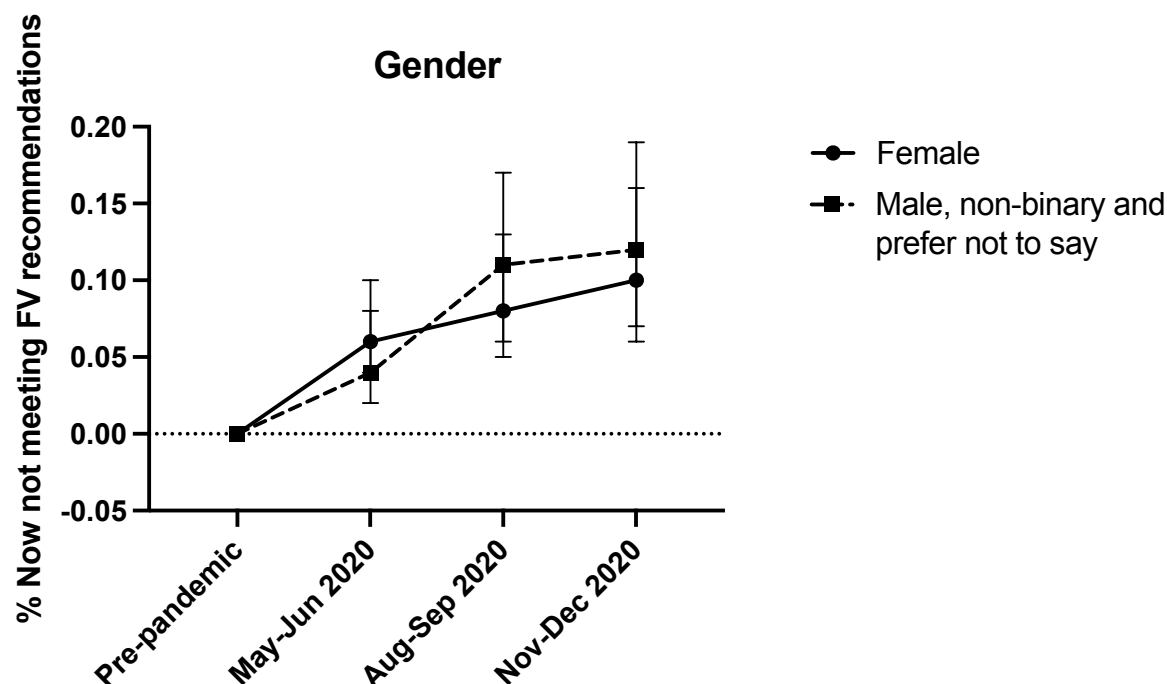 Gender
% Now not meeting FV recommendations
0.20
0.15
0.10
0.05
0.00
-0.05
Pre-pandemic
May-Jun 2020
Aug-Sep 2020
Nov-Dec 2020
Female
Male, non-binary and
prefer not to say